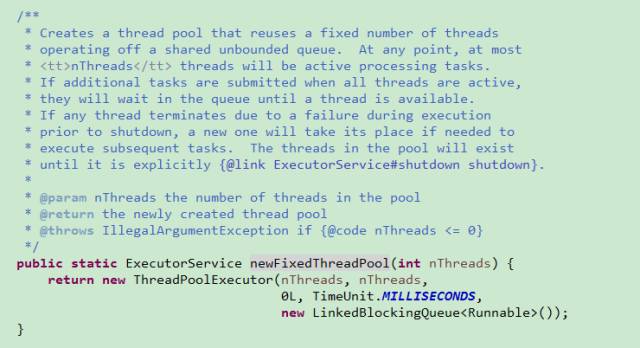 /**
 * Creates a thread pool that reuses a fixed number of threads
 * operating off a shared unbounded queue.  At any point, at most
 * <tt>nThreads</tt> threads will be active processing tasks.
 * If additional tasks are submitted when all threads are active,
 * they will wait in the queue until a thread is available.
 * If any thread terminates due to a failure during execution
 * prior to shutdown, a new one will take its place if needed to
 * execute subsequent tasks.  The threads in the pool will exist
 * until it is explicitly {@link ExecutorService#shutdown shutdown}.
 *
 * @param nThreads the number of threads in the pool
 * @return the newly created thread pool
 * @throws IllegalArgumentException if {@code nThreads <= 0}
 */
public static ExecutorService newFixedThreadPool(int nThreads) {
    return new ThreadPoolExecutor(nThreads, nThreads,
                                  0L, TimeUnit.MILLISECONDS,
                                  new LinkedBlockingQueue<Runnable>());
}